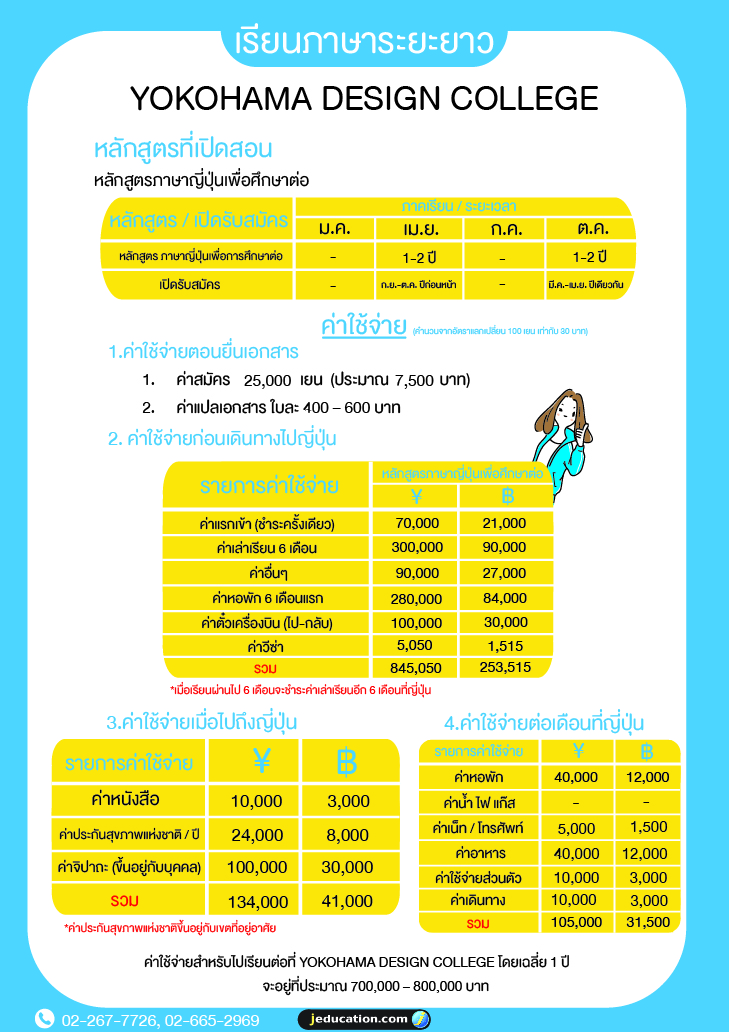 เรียนภาษาระยะยาว
YOKOHAMA DESIGN COLLEGE
หลักสูตรที่เปิดสอน
หลักสูตรภาษาญี่ปุ่นเพื่อศึกษาต่อ
หลักสูตร / เปิดรับสมัคร ภาคเรียน / ระยะเวลา
ม.ค. เม.ย. ก.ค. ต.ค.
หลักสูตร ภาษาญี่ปุ่นเพื่อการศึกษาต่อ - 1-2 ปี - 1-2 ปี
เปิดรับสมัคร - ก.ย.-ต.ค. ปีก่อนหน้า - มี.ค.-เม.ย. ปีเดียวกัน
ค่าใช้จ่าย (คำนวนจากอัตราแลกเปลี่ยน 100 เยน เท่ากับ 30 บาท)
1.ค่าใช้จ่ายตอนยื่นเอกสาร
1. ค่าสมัคร 25,000 เยน (ประมาณ 7,500 บาท)
2. ค่าแปลเอกสาร ใบละ 400 – 600 บาท
2. ค่าใช้จ่ายก่อนเดินทางไปญี่ปุ่น
รายการค่าใช้จ่าย หลักสูตรภาษาญี่ปุ่นเพื่อศึกษาต่อ
¥ ฿
ค่าแรกเข้า (ชำระครั้งเดียว) 70,000 21,000
ค่าเล่าเรียน 6 เดือน 300,000 90,000
ค่าอื่นๆ 90,000 27,000
ค่าหอพัก 6 เดือนแรก 280,000 84,000
ค่าตั๋วเครื่องบิน (ไป-กลับ) 100,000 30,000
ค่าวีซ่า 5,050 1,515
รวม 845,050 253,515
*เมื่อเรียนผ่านไป 6 เดือนจะชำระค่าเล่าเรียนอีก 6 เดือนที่ญี่ปุ่น
3.ค่าใช้จ่ายเมื่อไปถึงญี่ปุ่น
รายการค่าใช้จ่าย ¥ ฿
ค่าหนังสือ 10,000 3,000
ค่าประกันสุขภาพแห่งชาติ / ปี 24,000 8,000
ค่าจิปาถะ (ขึ้นอยู่กับบุคคล) 100,000 30,000
รวม 134,000 41,000
*ค่าประกันสุขภาพแห่งชาติขึ้นอยู่กับเขตที่อยู่อาศัย
4.ค่าใช้จ่ายต่อเดือนที่ญี่ปุ่น
รายการค่าใช้จ่าย ¥ ฿
ค่าหอพัก 40,000 12,000
ค่าน้ำ ไฟ แก๊ส - -
ค่าเน็ท / โทรศัพท์ 5,000 1,500
ค่าอาหาร 40,000 12,000
ค่าใช้จ่ายส่วนตัว 10,000 3,000
ค่าเดินทาง 10,000 3,000
รวม 105,000 31,500
ค่าใช้จ่ายสำหรับไปเรียนต่อที่ YOKOHAMA DESIGN COLLEGE โดยเฉลี่ย 1 ปี
จะอยู่ที่ประมาณ 700,000 – 800,000 บาท
02-267-7726, 02-665-2969
jeducation.com